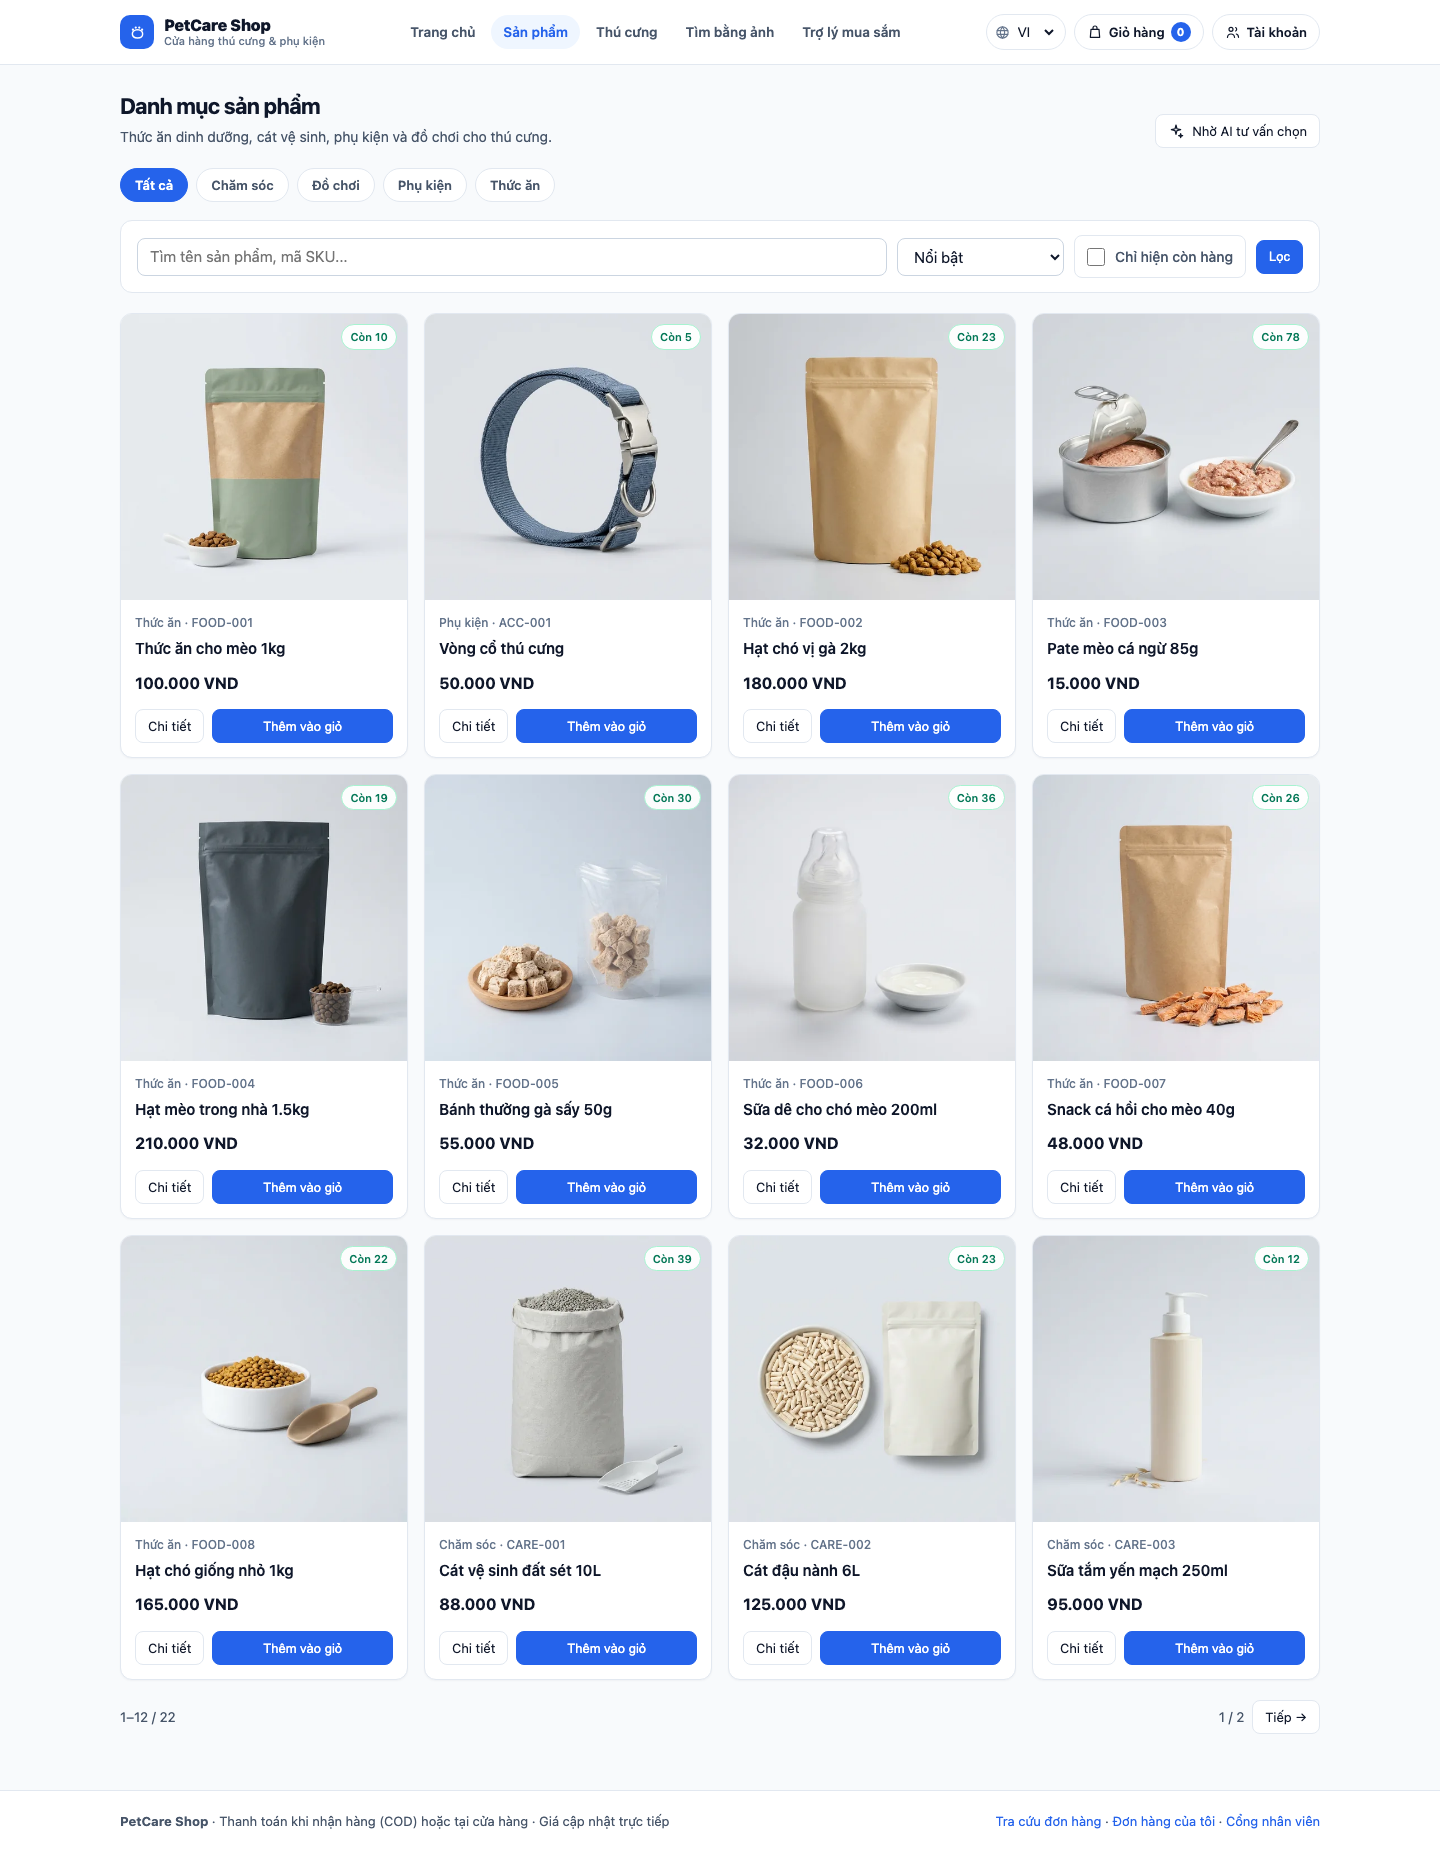 PetCare Shop
Cửa hàng thú cưng & phụ kiện
Trang chủ
Sản phẩm
Thú cưng
Tìm bằng ảnh
Trợ lý mua sắm
VI
Giỏ hàng 0
Tài khoản
Danh mục sản phẩm
Thức ăn dinh dưỡng, cát vệ sinh, phụ kiện và đồ chơi cho thú cưng.
Nhờ AI tư vấn chọn
Tất cả
Chăm sóc
Đồ chơi
Phụ kiện
Thức ăn
Tìm tên sản phẩm, mã SKU...
Nổi bật
Chỉ hiện còn hàng
Lọc
Còn 10
Thức ăn · FOOD-001
Thức ăn cho mèo 1kg
100.000 VND
Chi tiết
Thêm vào giỏ
Còn 5
Phụ kiện · ACC-001
Vòng cổ thú cưng
50.000 VND
Chi tiết
Thêm vào giỏ
Còn 23
Thức ăn · FOOD-002
Hạt chó vị gà 2kg
180.000 VND
Chi tiết
Thêm vào giỏ
Còn 78
Thức ăn · FOOD-003
Pate mèo cá ngừ 85g
15.000 VND
Chi tiết
Thêm vào giỏ
Còn 19
Thức ăn · FOOD-004
Hạt mèo trong nhà 1.5kg
210.000 VND
Chi tiết
Thêm vào giỏ
Còn 30
Thức ăn · FOOD-005
Bánh thưởng gà sấy 50g
55.000 VND
Chi tiết
Thêm vào giỏ
Còn 36
Thức ăn · FOOD-006
Sữa dê cho chó mèo 200ml
32.000 VND
Chi tiết
Thêm vào giỏ
Còn 26
Thức ăn · FOOD-007
Snack cá hồi cho mèo 40g
48.000 VND
Chi tiết
Thêm vào giỏ
Còn 22
Thức ăn · FOOD-008
Hạt chó giống nhỏ 1kg
165.000 VND
Chi tiết
Thêm vào giỏ
Còn 39
Chăm sóc · CARE-001
Cát vệ sinh đất sét 10L
88.000 VND
Chi tiết
Thêm vào giỏ
Còn 23
Chăm sóc · CARE-002
Cát đậu nành 6L
125.000 VND
Chi tiết
Thêm vào giỏ
Còn 12
Chăm sóc · CARE-003
Sữa tắm yến mạch 250ml
95.000 VND
Chi tiết
Thêm vào giỏ
1–12 / 22
1 / 2
Tiếp →
PetCare Shop · Thanh toán khi nhận hàng (COD) hoặc tại cửa hàng · Giá cập nhật trực tiếp
Tra cứu đơn hàng · Đơn hàng của tôi · Cổng nhân viên